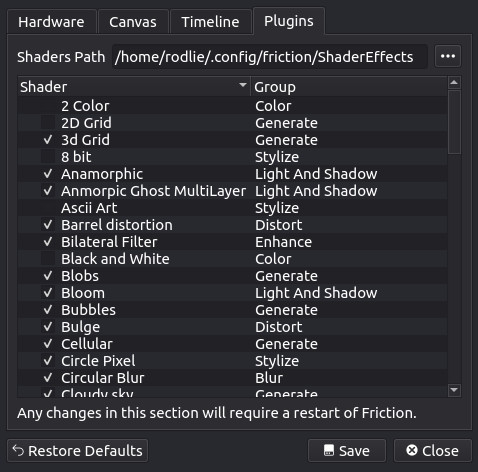 Hardware Canvas Timeline Plugins
Shaders Path /home/rodlie/.config/friction/ShaderEffects ...
Shader Group
2 Color Color
2D Grid Generate
3d Grid Generate
8 bit Stylize
Anamorphic Light And Shadow
Anmorpic Ghost MultiLayer Light And Shadow
Ascii Art Stylize
Barrel distortion Distort
Bilateral Filter Enhance
Black and White Color
Blobs Generate
Bloom Light And Shadow
Bubbles Generate
Bulge Distort
Cellular Generate
Circle Pixel Stylize
Circular Blur Blur
Cloudy sky Generate
Any changes in this section will require a restart of Friction.
Restore Defaults Save Close